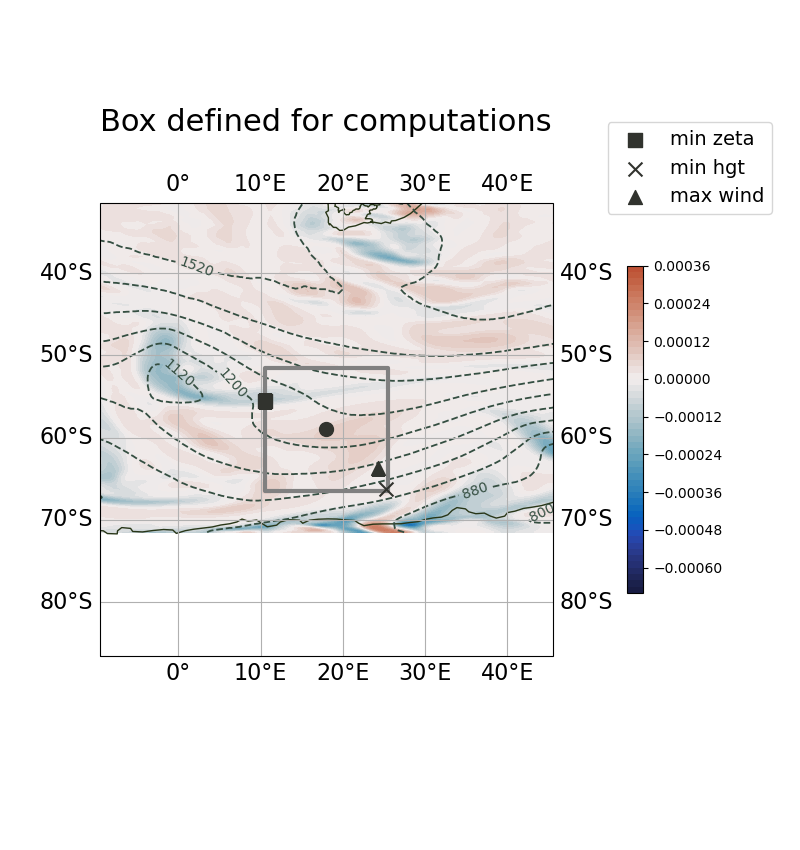 Box defined for computations
min zeta
min hgt
max wind
0° 10°E 20°E 30°E 40°E
1520
1120
1200
880
800
40°S 40°S
50°S 50°S
60°S 60°S
70°S 70°S
80°S 80°S
0° 10°E 20°E 30°E 40°E
0.00036
0.00024
0.00012
0.00000
−0.00012
−0.00024
−0.00036
−0.00048
−0.00060